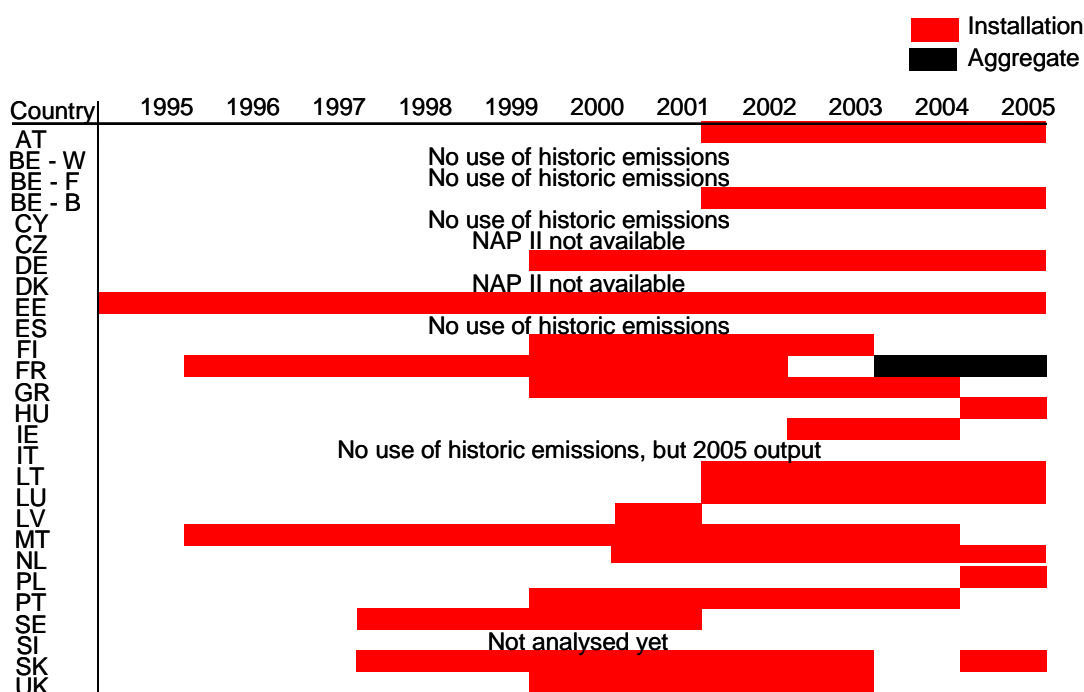 Installation
Aggregate
Country 1995 1996 1997 1998 1999 2000 2001 2002 2003 2004 2005
AT
BE - W No use of historic emissions
BE - F No use of historic emissions
BE - B
CY No use of historic emissions
CZ NAP II not available
DE
DK NAP II not available
EE
ES No use of historic emissions
FI
FR
GR
HU
IE
IT No use of historic emissions, but 2005 output
LT
LU
LV
MT
NL
PL
PT
SE
SI Not analysed yet
SK
UK